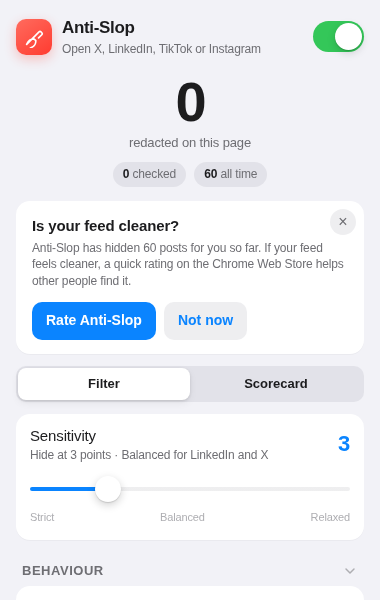 Anti-Slop
Open X, LinkedIn, TikTok or Instagram
0
redacted on this page
0 checked
60 all time
Is your feed cleaner?
×
Anti-Slop has hidden 60 posts for you so far. If your feed
feels cleaner, a quick rating on the Chrome Web Store helps
other people find it.
Rate Anti-Slop
Not now
Filter
Scorecard
Sensitivity
Hide at 3 points · Balanced for LinkedIn and X
3
Strict
Balanced
Relaxed
BEHAVIOUR